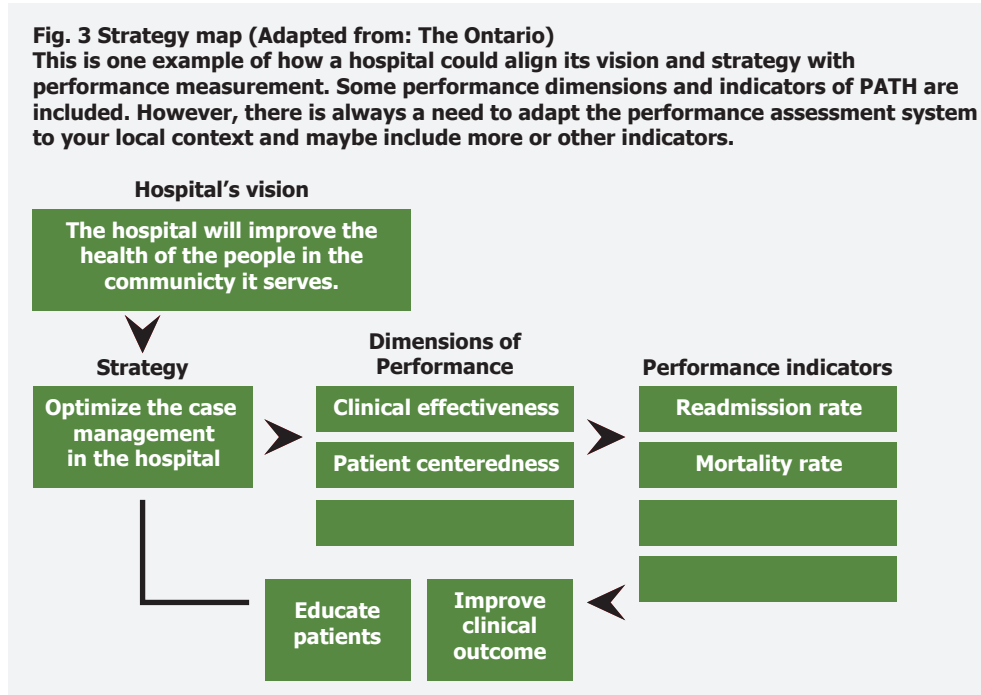 Fig. 3 Strategy map (Adapted from: The Ontario)
This is one example of how a hospital could align its vision and strategy with
performance measurement. Some performance dimensions and indicators of PATH are
included. However, there is always a need to adapt the performance assessment system
to your local context and maybe include more or other indicators.
Hospital’s vision
The hospital will improve the
health of the people in the
communicty it serves.
Strategy
Optimize the case
management
in the hospital
Dimensions of
Performance
Clinical effectiveness
Patient centeredness
Performance indicators
Readmission rate
Mortality rate
Educate
patients
Improve
clinical
outcome